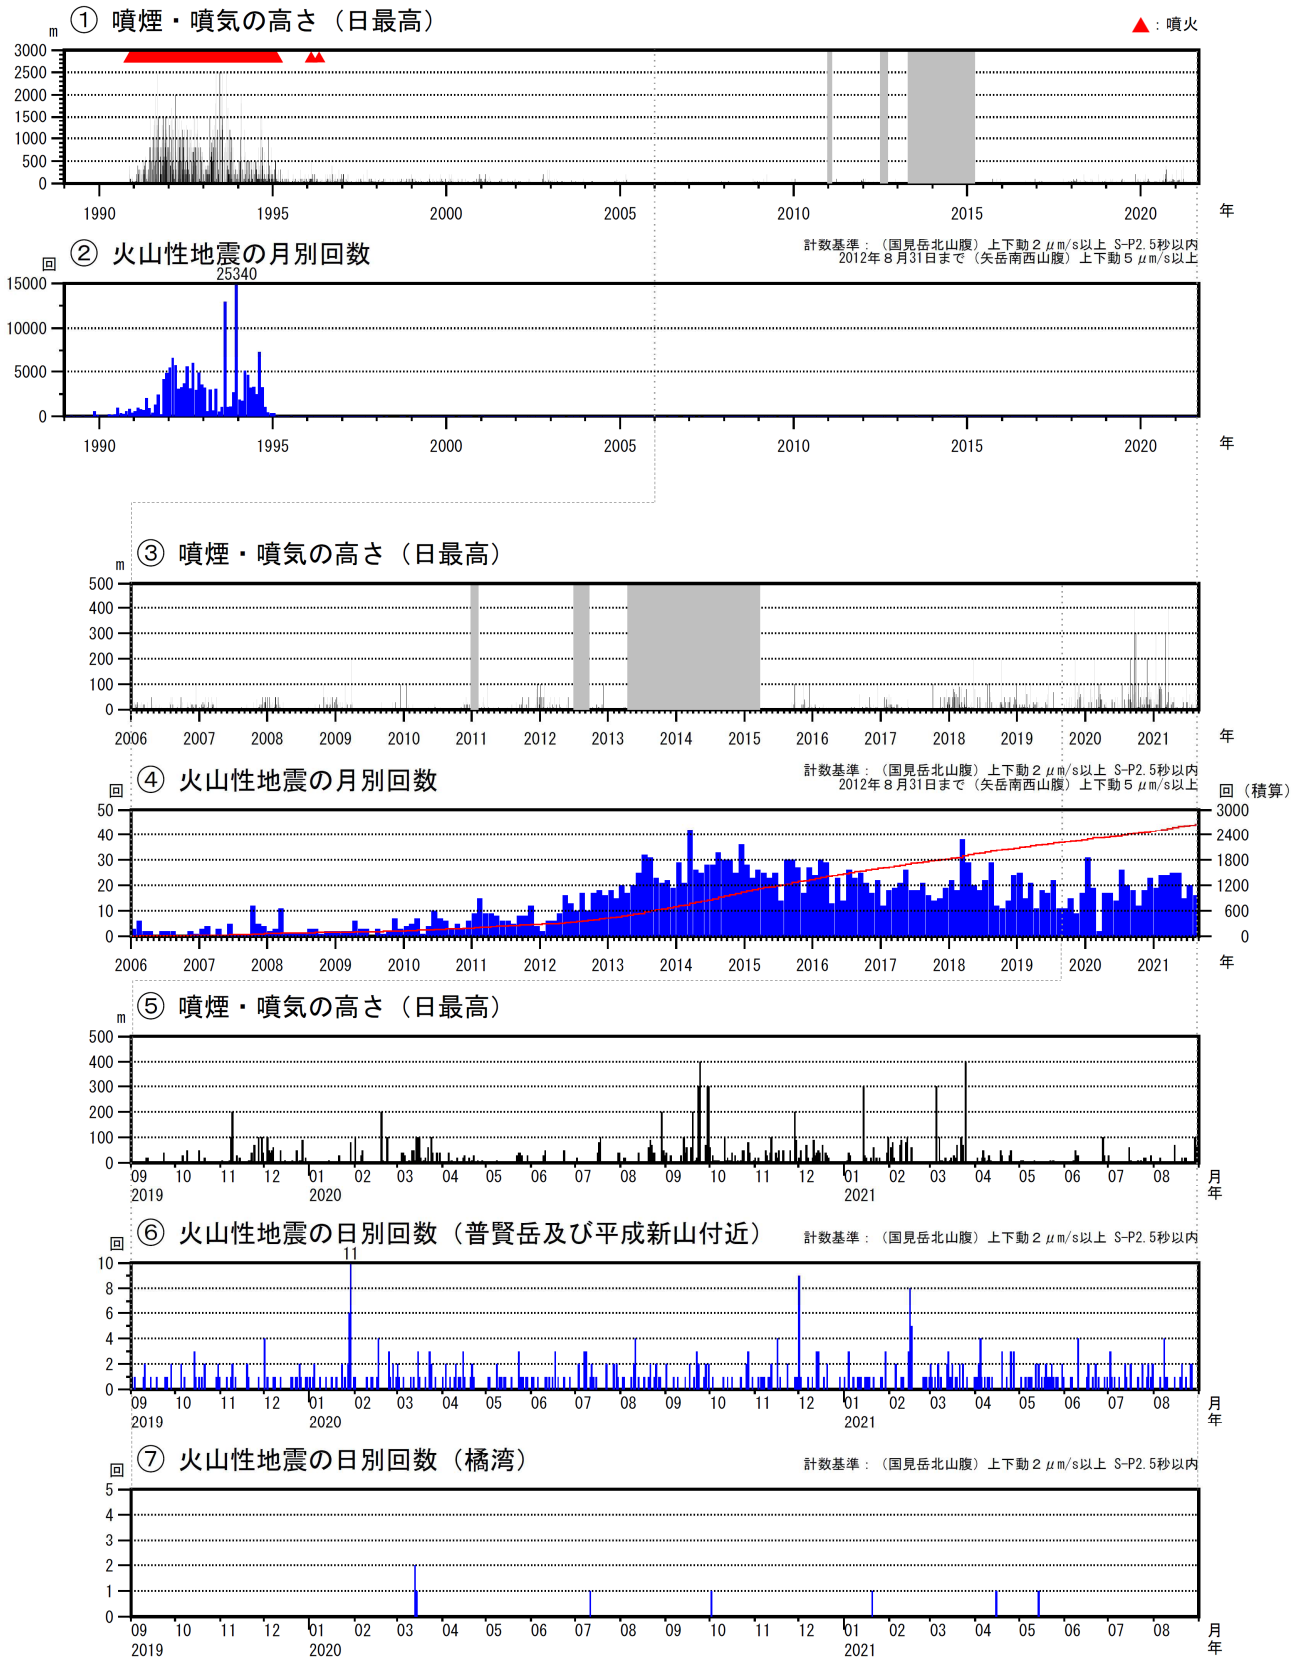 ① 噴煙・噴気の高さ（日最高）
▲：噴火
m
3000
2500
2000
1500
1000
500
0
1990 1995 2000 2005 2010 2015 2020 年
② 火山性地震の月別回数
計数基準：（国見岳北山腹）上下動２μm/s以上 S-P2.5秒以内
2012年８月31日まで（矢岳南西山腹）上下動５μm/s以上
回
25340
15000
10000
5000
0
1990 1995 2000 2005 2010 2015 2020 年
③ 噴煙・噴気の高さ（日最高）
m
500
400
300
200
100
0
2006 2007 2008 2009 2010 2011 2012 2013 2014 2015 2016 2017 2018 2019 2020 2021 年
④ 火山性地震の月別回数
計数基準：（国見岳北山腹）上下動２μm/s以上 S-P2.5秒以内
2012年８月31日まで（矢岳南西山腹）上下動５μm/s以上
回 回（積算）
50 3000
40 2400
30 1800
20 1200
10 600
0 0
2006 2007 2008 2009 2010 2011 2012 2013 2014 2015 2016 2017 2018 2019 2020 2021 年
⑤ 噴煙・噴気の高さ（日最高）
m
500
400
300
200
100
0
09 10 11 12 01 02 03 04 05 06 07 08 09 10 11 12 01 02 03 04 05 06 07 08 月
2019 2020 2021 年
⑥ 火山性地震の日別回数（普賢岳及び平成新山付近）
計数基準：（国見岳北山腹）上下動２μm/s以上 S-P2.5秒以内
回
11
10
8
6
4
2
0
09 10 11 12 01 02 03 04 05 06 07 08 09 10 11 12 01 02 03 04 05 06 07 08 月
2019 2020 2021 年
⑦ 火山性地震の日別回数（橘湾）
計数基準：（国見岳北山腹）上下動２μm/s以上 S-P2.5秒以内
回
5
4
3
2
1
0
09 10 11 12 01 02 03 04 05 06 07 08 09 10 11 12 01 02 03 04 05 06 07 08 月
2019 2020 2021 年